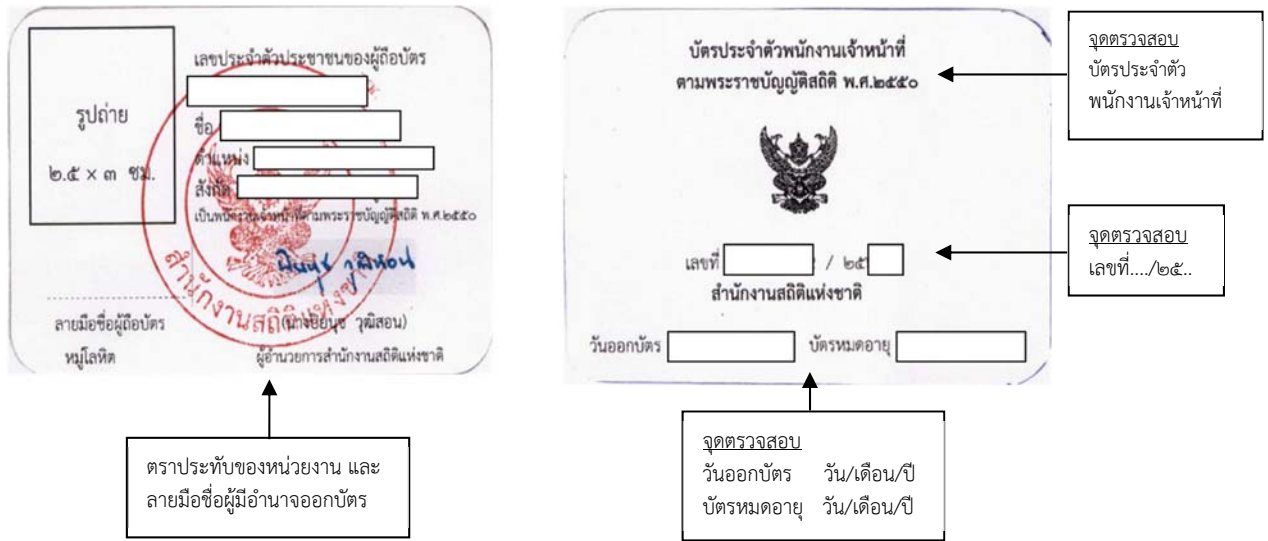 รูปถ่าย
๒.๕ × ๓ ซม.
เลขประจำตัวประชาชนของผู้ถือบัตร
ชื่อ
ตำแหน่ง
สังกัด
เป็นพนักงานเจ้าหน้าที่ตามพระราชบัญญัติสถิติ พ.ศ.๒๕๕๐
สำนักงานสถิติแห่งชาติ
ลายมือชื่อผู้ถือบัตร
หมู่โลหิต
(นางปิยนุช วุฒิสอน)
ผู้อำนวยการสำนักงานสถิติแห่งชาติ
ตราประทับของหน่วยงาน และ
ลายมือชื่อผู้มีอำนาจออกบัตร
บัตรประจำตัวพนักงานเจ้าหน้าที่
ตามพระราชบัญญัติสถิติ พ.ศ.๒๕๕๐
เลขที่ / ๒๕
สำนักงานสถิติแห่งชาติ
วันออกบัตร บัตรหมดอายุ
จุดตรวจสอบ
บัตรประจำตัว
พนักงานเจ้าหน้าที่
จุดตรวจสอบ
เลขที่..../๒๕..
จุดตรวจสอบ
วันออกบัตร วัน/เดือน/ปี
บัตรหมดอายุ วัน/เดือน/ปี